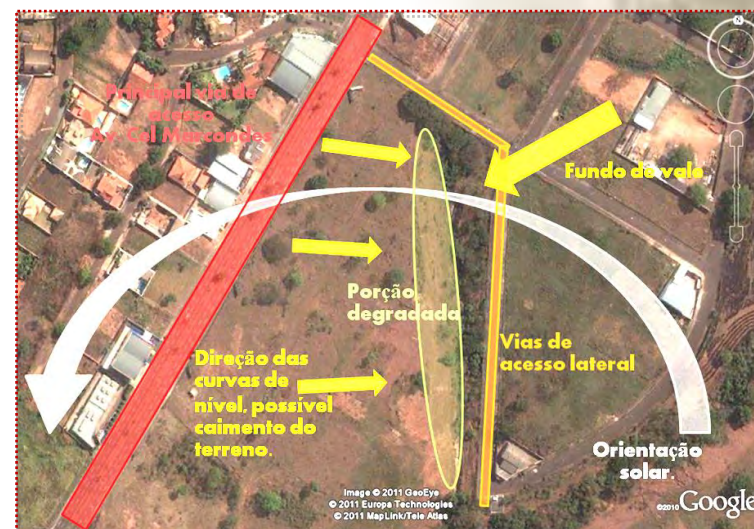 Principal via de
acesso
Av. Cel Marcondes
Fundo de vale
Porção
degradada
Vias de
acesso lateral
Direção das
curvas de
nível, possível
caimento do
terreno.
Orientação
solar.
Image © 2011 GeoEye
© 2011 Europa Technologies
© 2011 MapLink/Tele Atlas
©2010 Google
N